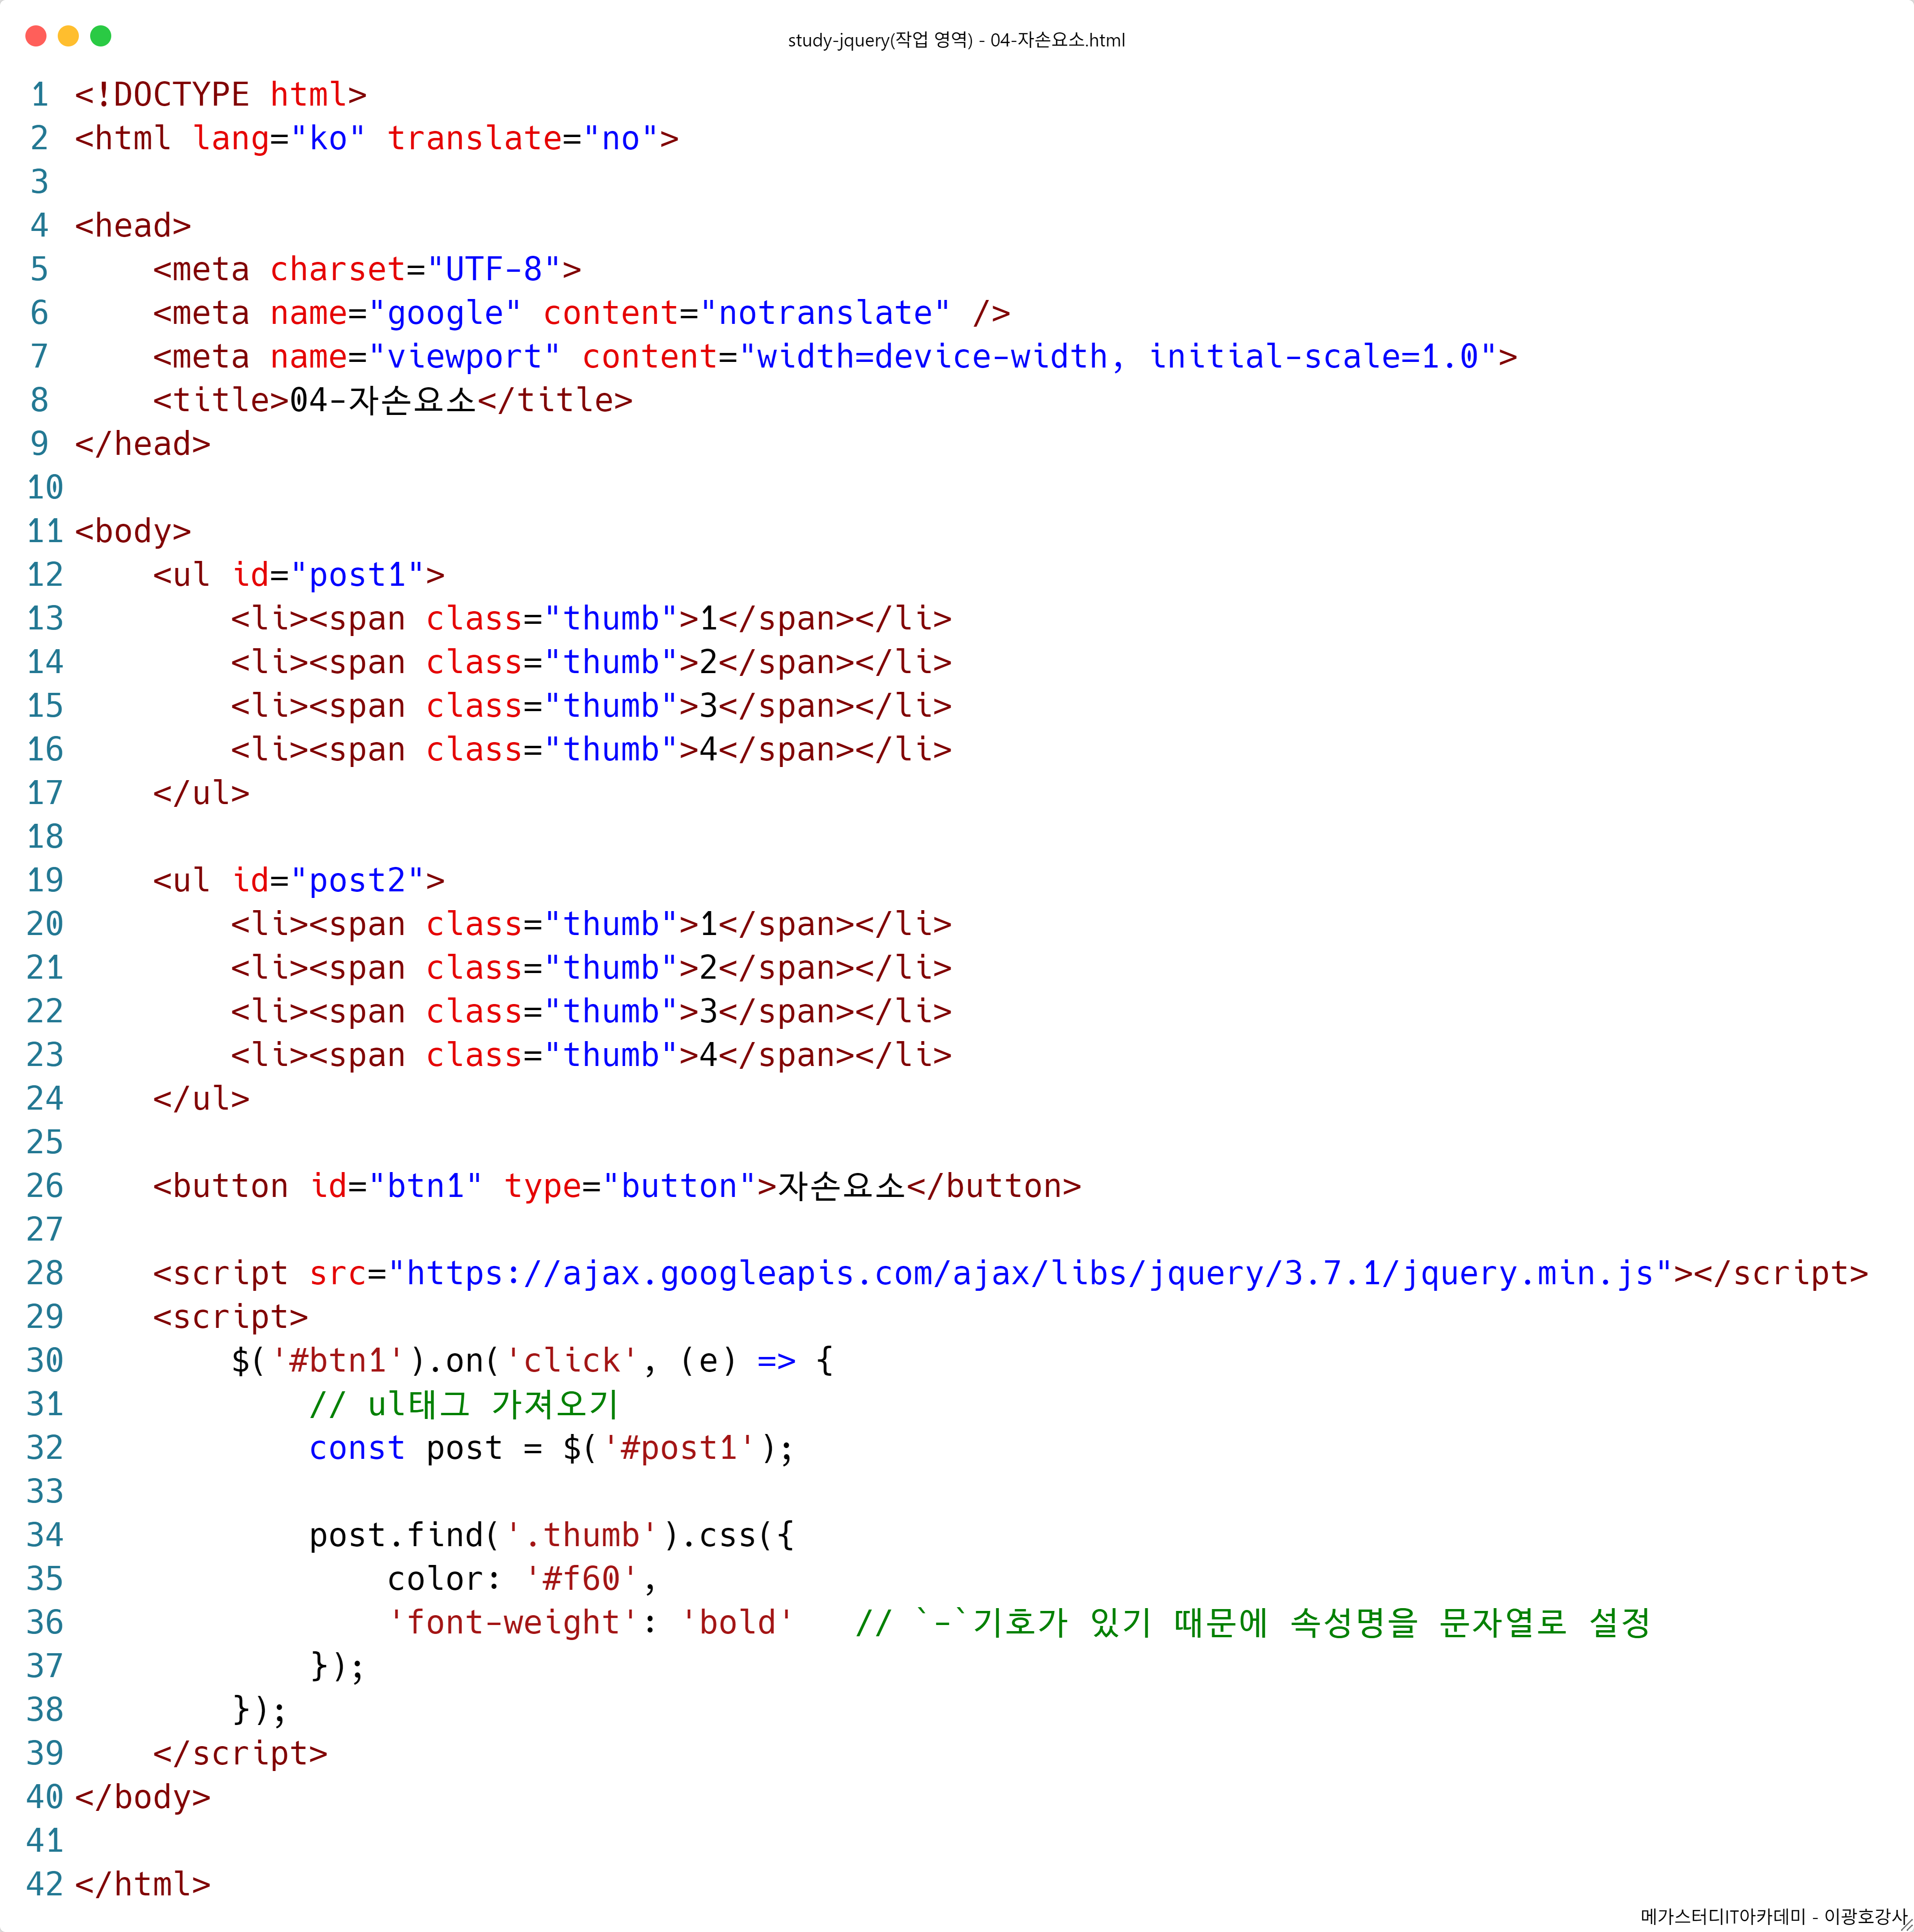 study-jquery(작업 영역) - 04-자손요소.html
1 <!DOCTYPE html>
2 <html lang="ko" translate="no">
3
4 <head>
5     <meta charset="UTF-8">
6     <meta name="google" content="notranslate" />
7     <meta name="viewport" content="width=device-width, initial-scale=1.0">
8     <title>04-자손요소</title>
9 </head>
10
11 <body>
12     <ul id="post1">
13         <li><span class="thumb">1</span></li>
14         <li><span class="thumb">2</span></li>
15         <li><span class="thumb">3</span></li>
16         <li><span class="thumb">4</span></li>
17     </ul>
18
19     <ul id="post2">
20         <li><span class="thumb">1</span></li>
21         <li><span class="thumb">2</span></li>
22         <li><span class="thumb">3</span></li>
23         <li><span class="thumb">4</span></li>
24     </ul>
25
26     <button id="btn1" type="button">자손요소</button>
27
28     <script src="https://ajax.googleapis.com/ajax/libs/jquery/3.7.1/jquery.min.js"></script>
29     <script>
30         $('#btn1').on('click', (e) => {
31             // ul태그 가져오기
32             const post = $('#post1');
33
34             post.find('.thumb').css({
35                 color: '#f60',
36                 'font-weight': 'bold'   // `-`기호가 있기 때문에 속성명을 문자열로 설정
37             });
38         });
39     </script>
40 </body>
41
42 </html>
메가스터디IT아카데미 - 이광호강사